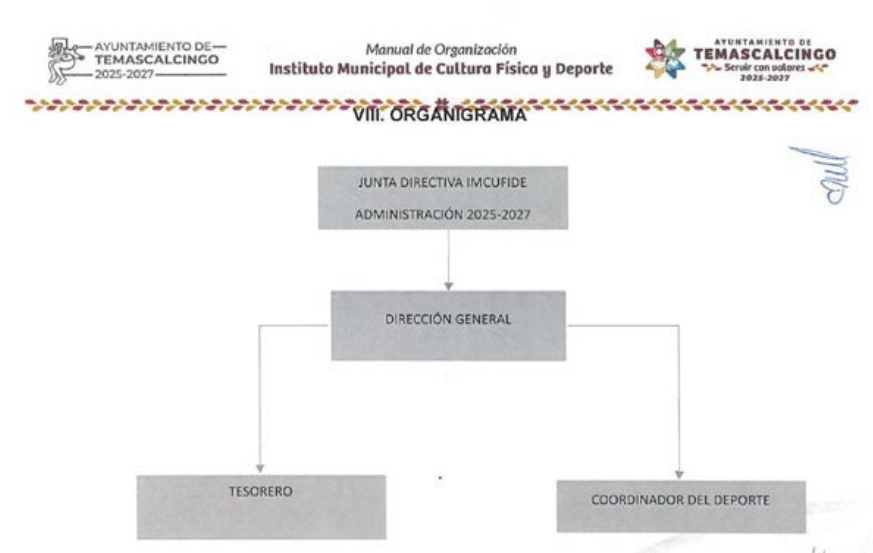 AYUNTAMIENTO DE
TEMASCALCINGO
2025-2027
Manual de Organización
Instituto Municipal de Cultura Física y Deporte
AYUNTAMIENTO DE
TEMASCALCINGO
Servir con valores
2025-2027
VIII. ORGANIGRAMA
JUNTA DIRECTIVA IMCUFIDE
ADMINISTRACIÓN 2025-2027
DIRECCIÓN GENERAL
TESORERO
COORDINADOR DEL DEPORTE